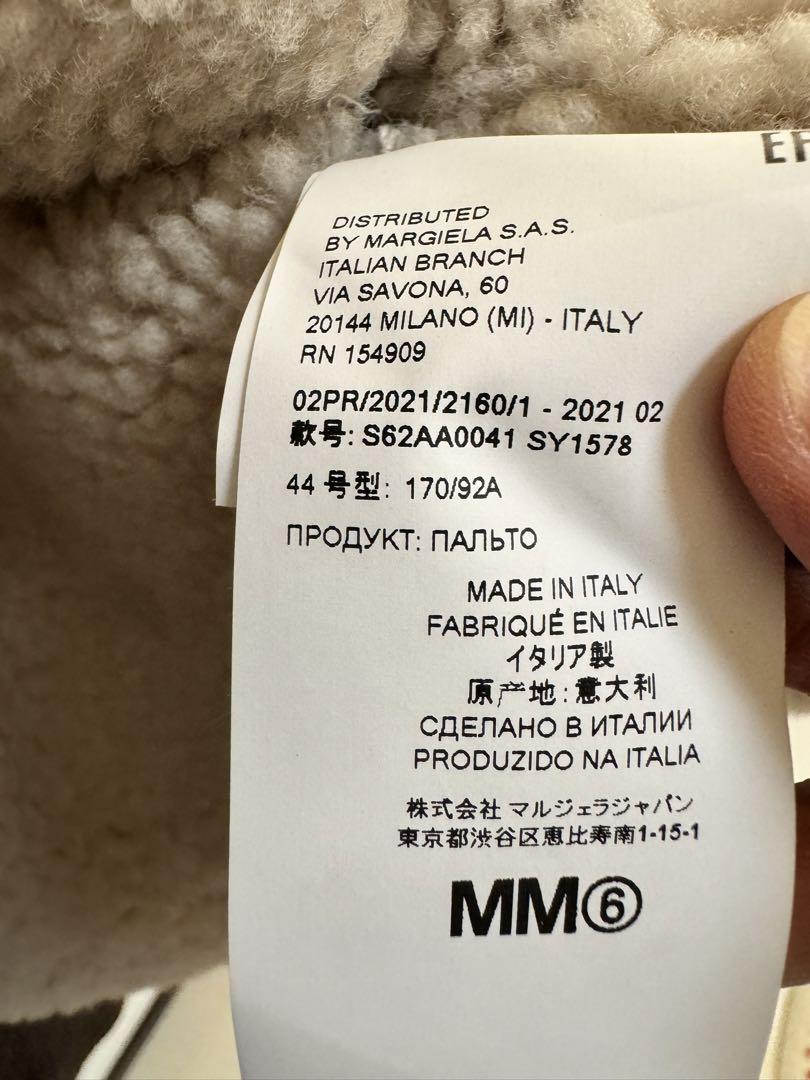 DISTRIBUTED
BY MARGIELA S.A.S.
ITALIAN BRANCH
VIA SAVONA, 60
20144 MILANO (MI) - ITALY
RN 154909
02PR/2021/2160/1 - 2021 02
款号: S62AA0041 SY1578
44 号型: 170/92A
ПРОДУКТ: ПАЛЬТО
MADE IN ITALY
FABRIQUÉ EN ITALIE
イタリア製
原产地: 意大利
СДЕЛАНО В ИТАЛИИ
PRODUZIDO NA ITALIA
株式会社 マルジェラジャパン
東京都渋谷区恵比寿南1-15-1
MM⑥